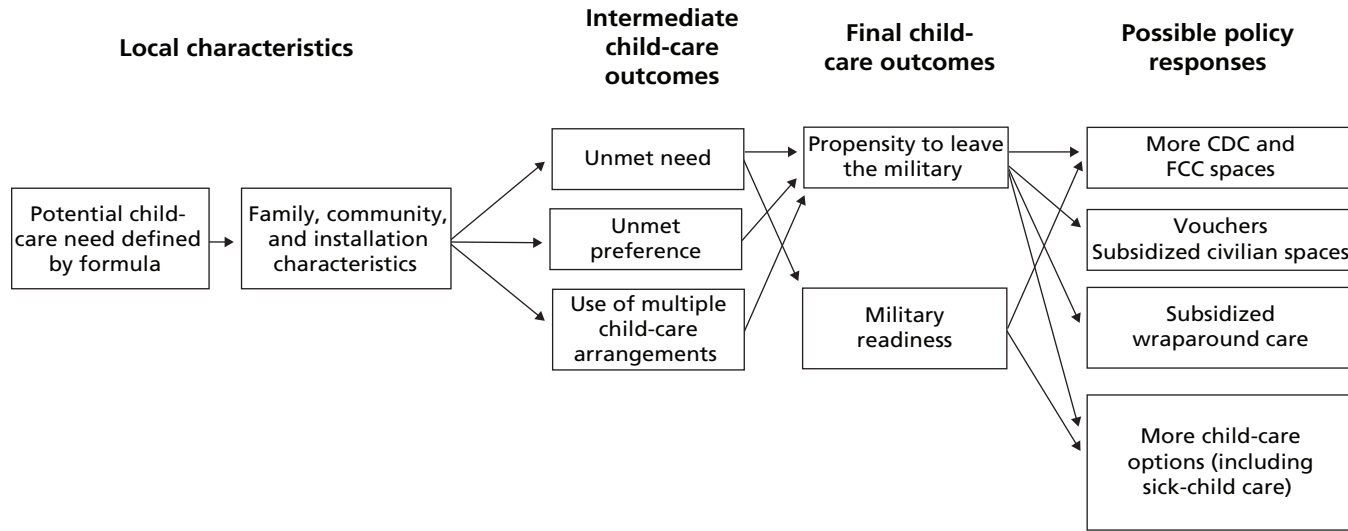 Local characteristics
Intermediate
child-care
outcomes
Final child-
care outcomes
Possible policy
responses
Potential child-
care need defined
by formula
Family, community,
and installation
characteristics
Unmet need
Unmet
preference
Use of multiple
child-care
arrangements
Propensity to leave
the military
Military
readiness
More CDC and
FCC spaces
Vouchers
Subsidized civilian spaces
Subsidized
wraparound care
More child-care
options (including
sick-child care)